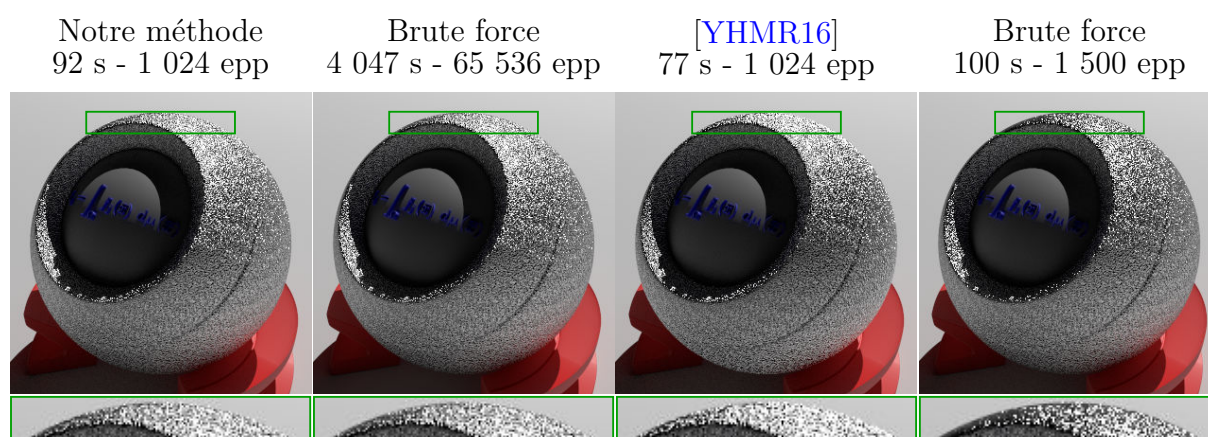 Notre méthode
92 s - 1 024 epp
Brute force
4 047 s - 65 536 epp
[YHMR16]
77 s - 1 024 epp
Brute force
100 s - 1 500 epp